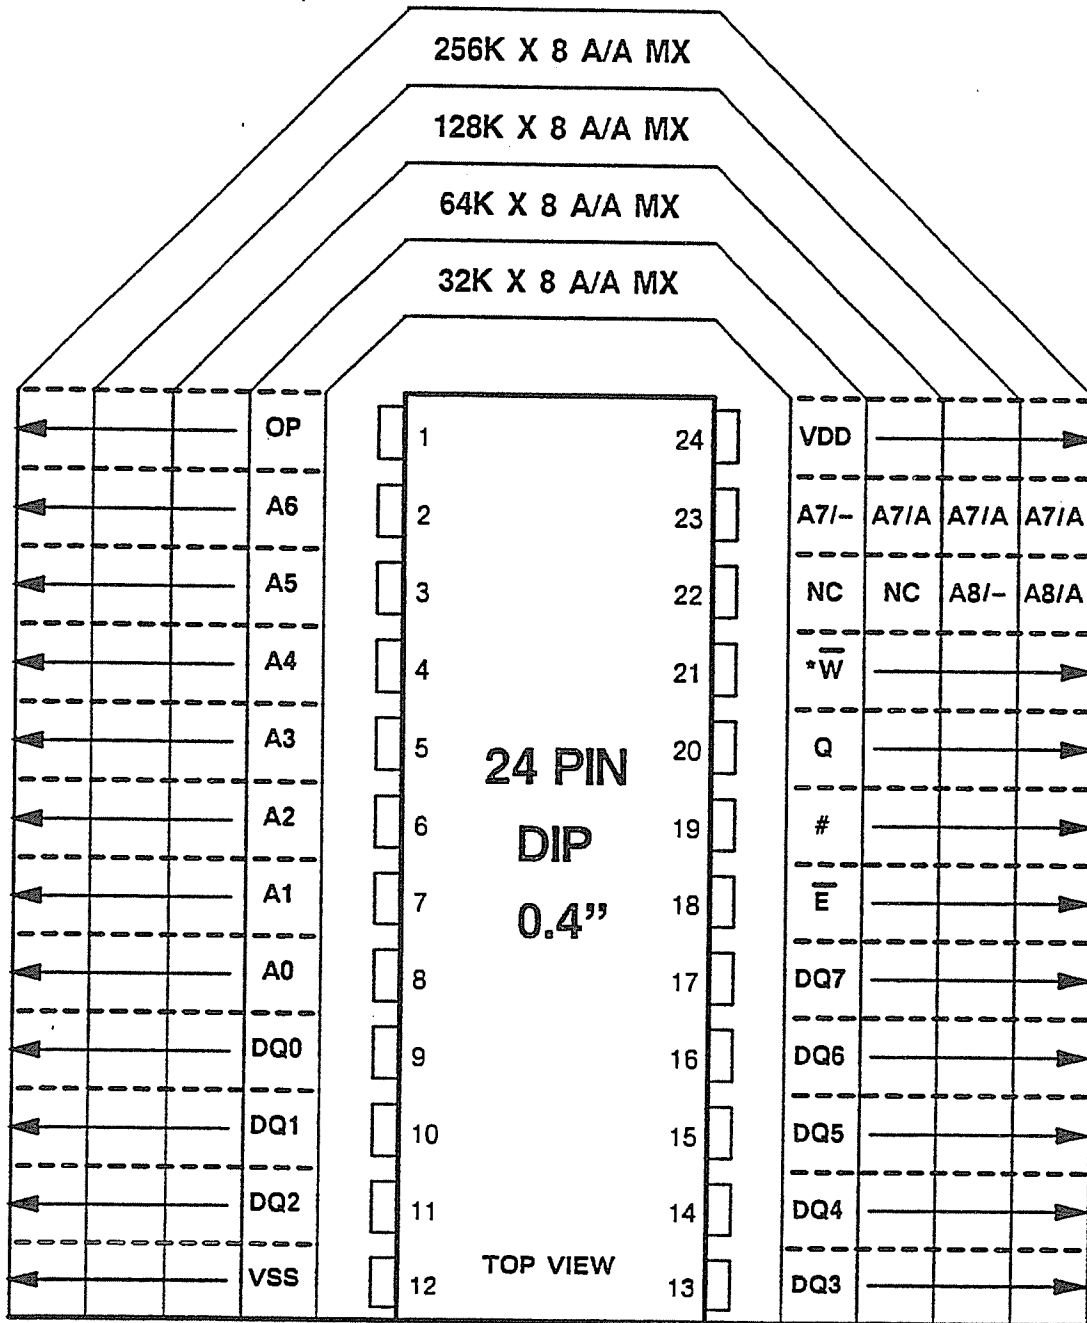 256K X 8 A/A MX
128K X 8 A/A MX
64K X 8 A/A MX
32K X 8 A/A MX
OP 1 24 VDD
A6 2 23 A7/– A7/A A7/A A7/A
A5 3 22 NC NC A8/– A8/A
A4 4 21 *W̅
A3 5 20 Q
A2 6 19 #
A1 7 18 E̅
A0 8 17 DQ7
DQ0 9 16 DQ6
DQ1 10 15 DQ5
DQ2 11 14 DQ4
VSS 12 13 DQ3
24 PIN
DIP
0.4”
TOP VIEW